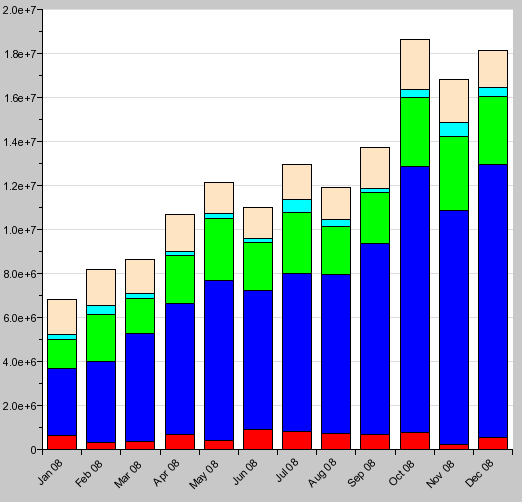 2.0e+7
1.8e+7
1.6e+7
1.4e+7
1.2e+7
1.0e+7
8.0e+6
6.0e+6
4.0e+6
2.0e+6
0
Jan 08
Feb 08
Mar 08
Apr 08
May 08
Jun 08
Jul 08
Aug 08
Sep 08
Oct 08
Nov 08
Dec 08